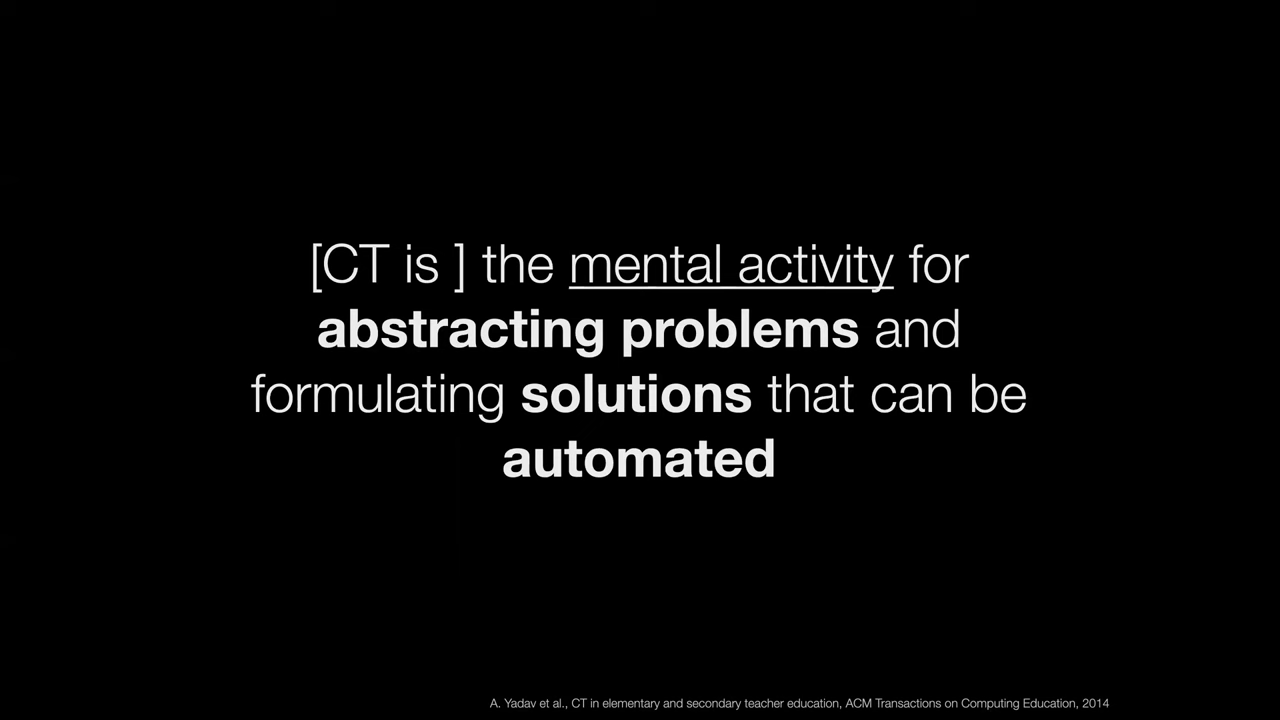 [CT is ] the mental activity for
abstracting problems and
formulating solutions that can be
automated
A. Yadav et al., CT in elementary and secondary teacher education, ACM Transactions on Computing Education, 2014